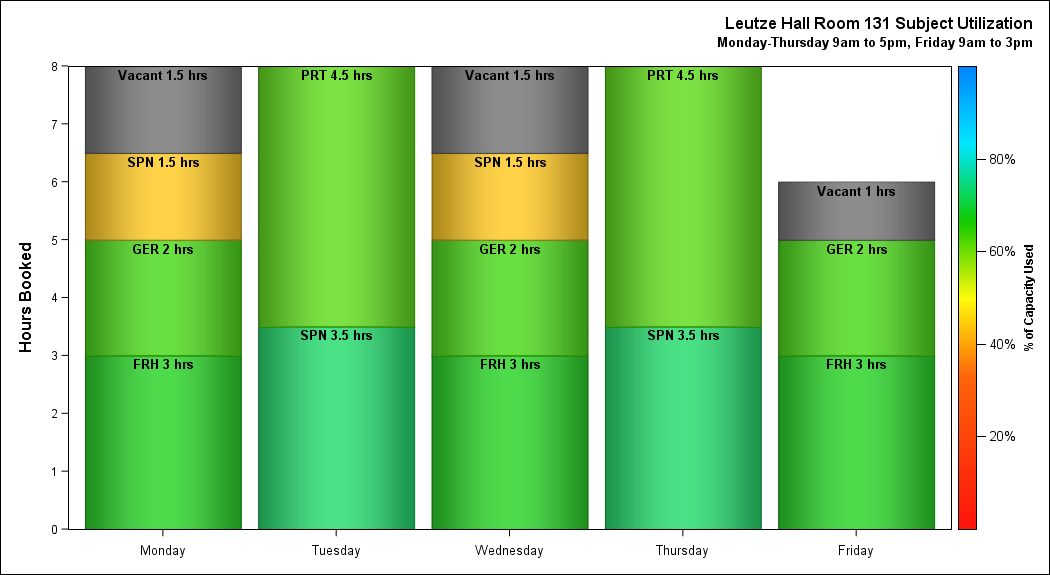 Leutze Hall Room 131 Subject Utilization
Monday-Thursday 9am to 5pm, Friday 9am to 3pm
Hours Booked
8
7
6
5
4
3
2
1
0
Vacant 1.5 hrs
SPN 1.5 hrs
GER 2 hrs
FRH 3 hrs
Monday
PRT 4.5 hrs
SPN 3.5 hrs
Tuesday
Vacant 1.5 hrs
SPN 1.5 hrs
GER 2 hrs
FRH 3 hrs
Wednesday
PRT 4.5 hrs
SPN 3.5 hrs
Thursday
Vacant 1 hrs
GER 2 hrs
FRH 3 hrs
Friday
80%
60%
40%
20%
% of Capacity Used